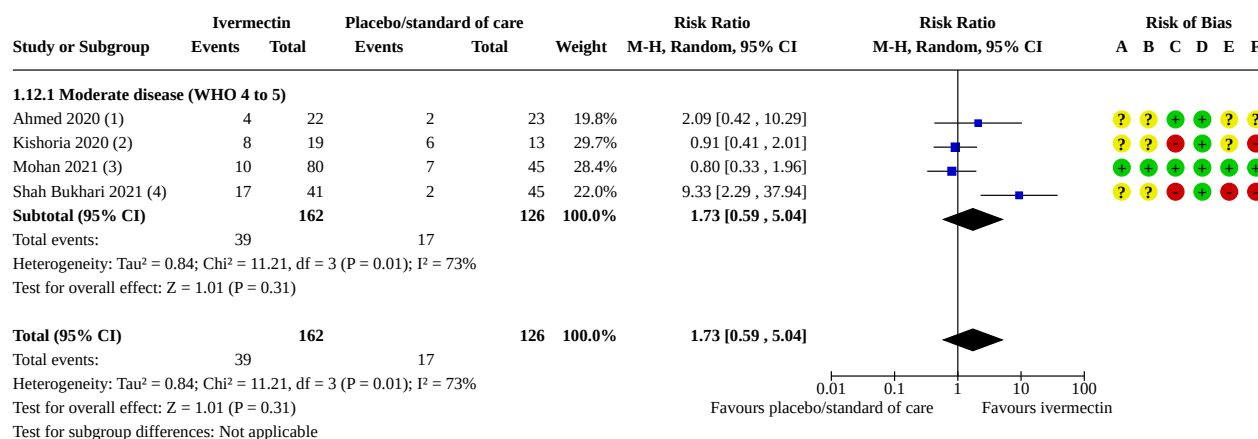 Ivermectin Placebo/standard of care Risk Ratio Risk Ratio Risk of Bias
Study or Subgroup Events Total Events Total Weight M-H, Random, 95% CI M-H, Random, 95% CI A B C D E F
1.12.1 Moderate disease (WHO 4 to 5)
Ahmed 2020 (1) 4 22 2 23 19.8% 2.09 [0.42 , 10.29] ? ? + + ? ?
Kishoria 2020 (2) 8 19 6 13 29.7% 0.91 [0.41 , 2.01] ? ? - + ? -
Mohan 2021 (3) 10 80 7 45 28.4% 0.80 [0.33 , 1.96] + + + + + +
Shah Bukhari 2021 (4) 17 41 2 45 22.0% 9.33 [2.29 , 37.94] ? ? - + - -
Subtotal (95% CI) 162 126 100.0% 1.73 [0.59 , 5.04]
Total events: 39 17
Heterogeneity: Tau² = 0.84; Chi² = 11.21, df = 3 (P = 0.01); I² = 73%
Test for overall effect: Z = 1.01 (P = 0.31)
Total (95% CI) 162 126 100.0% 1.73 [0.59 , 5.04]
Total events: 39 17
Heterogeneity: Tau² = 0.84; Chi² = 11.21, df = 3 (P = 0.01); I² = 73%
0.01 0.1 1 10 100
Test for overall effect: Z = 1.01 (P = 0.31) Favours placebo/standard of care Favours ivermectin
Test for subgroup differences: Not applicable